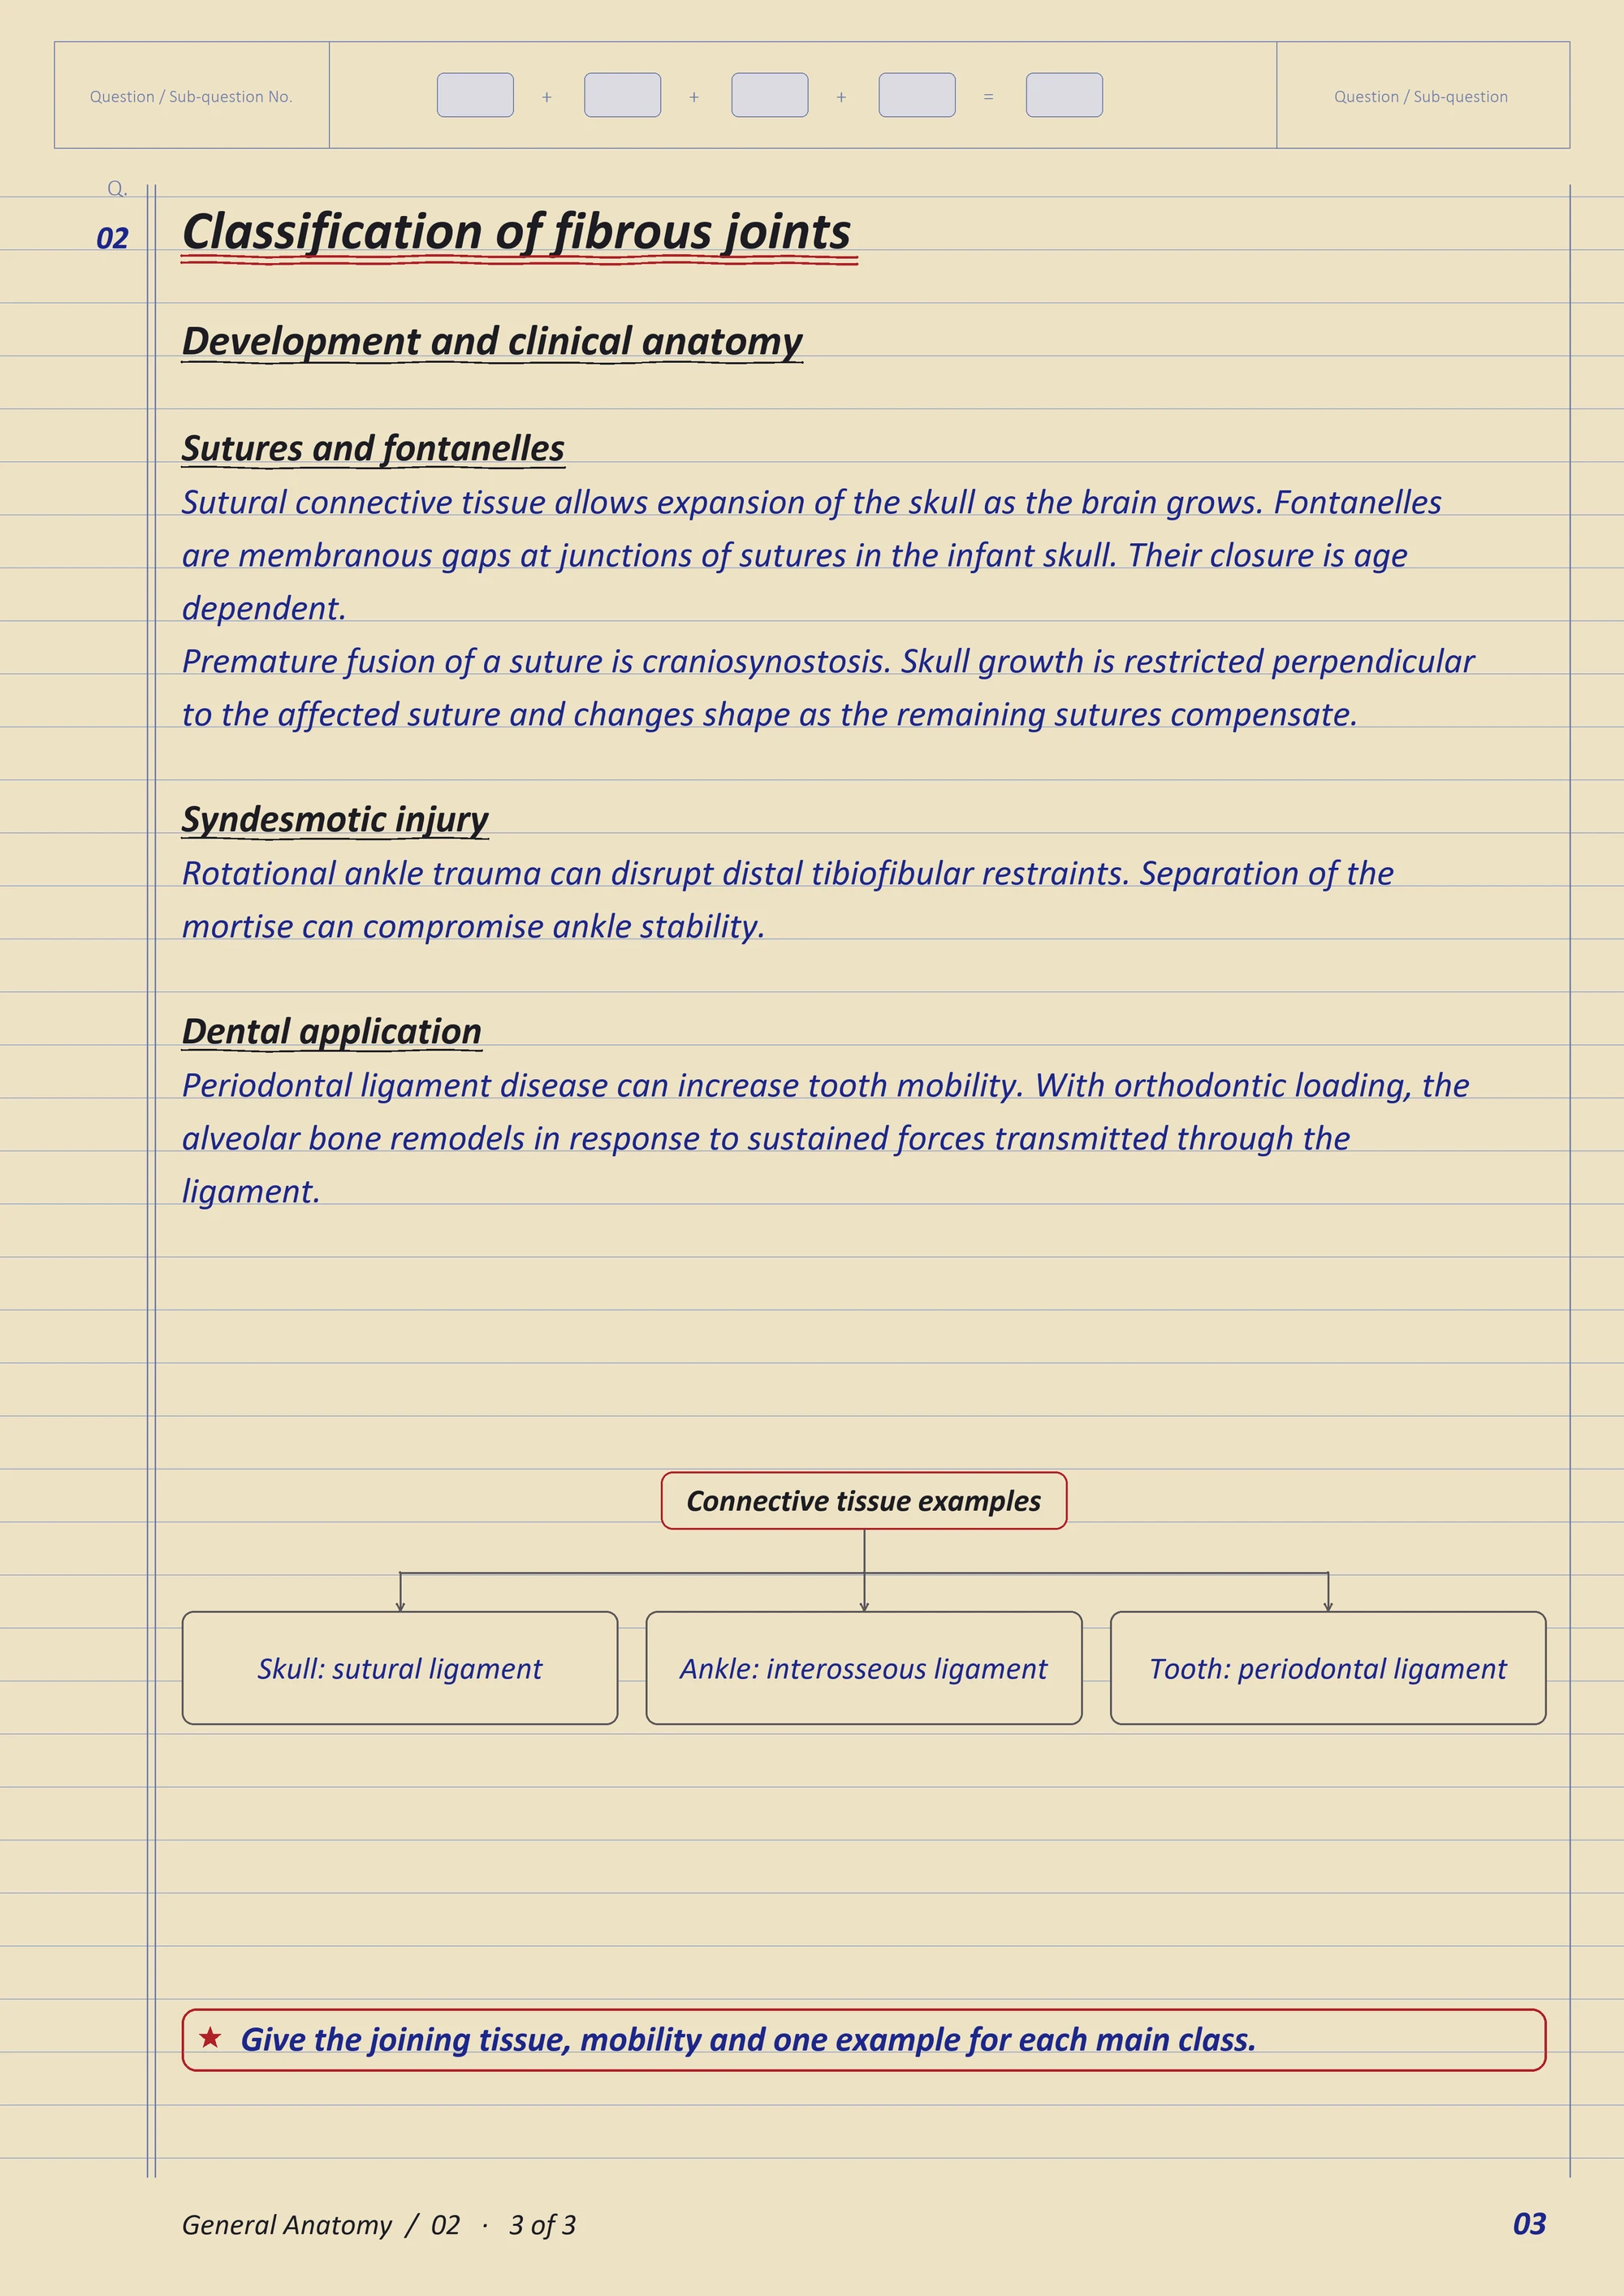 Question / Sub-question No.
+ + + =
Question / Sub-question
Q.
02
Classification of fibrous joints
Development and clinical anatomy
Sutures and fontanelles
Sutural connective tissue allows expansion of the skull as the brain grows. Fontanelles
are membranous gaps at junctions of sutures in the infant skull. Their closure is age
dependent.
Premature fusion of a suture is craniosynostosis. Skull growth is restricted perpendicular
to the affected suture and changes shape as the remaining sutures compensate.
Syndesmotic injury
Rotational ankle trauma can disrupt distal tibiofibular restraints. Separation of the
mortise can compromise ankle stability.
Dental application
Periodontal ligament disease can increase tooth mobility. With orthodontic loading, the
alveolar bone remodels in response to sustained forces transmitted through the
ligament.
Connective tissue examples
Skull: sutural ligament
Ankle: interosseous ligament
Tooth: periodontal ligament
★ Give the joining tissue, mobility and one example for each main class.
General Anatomy / 02 · 3 of 3
03